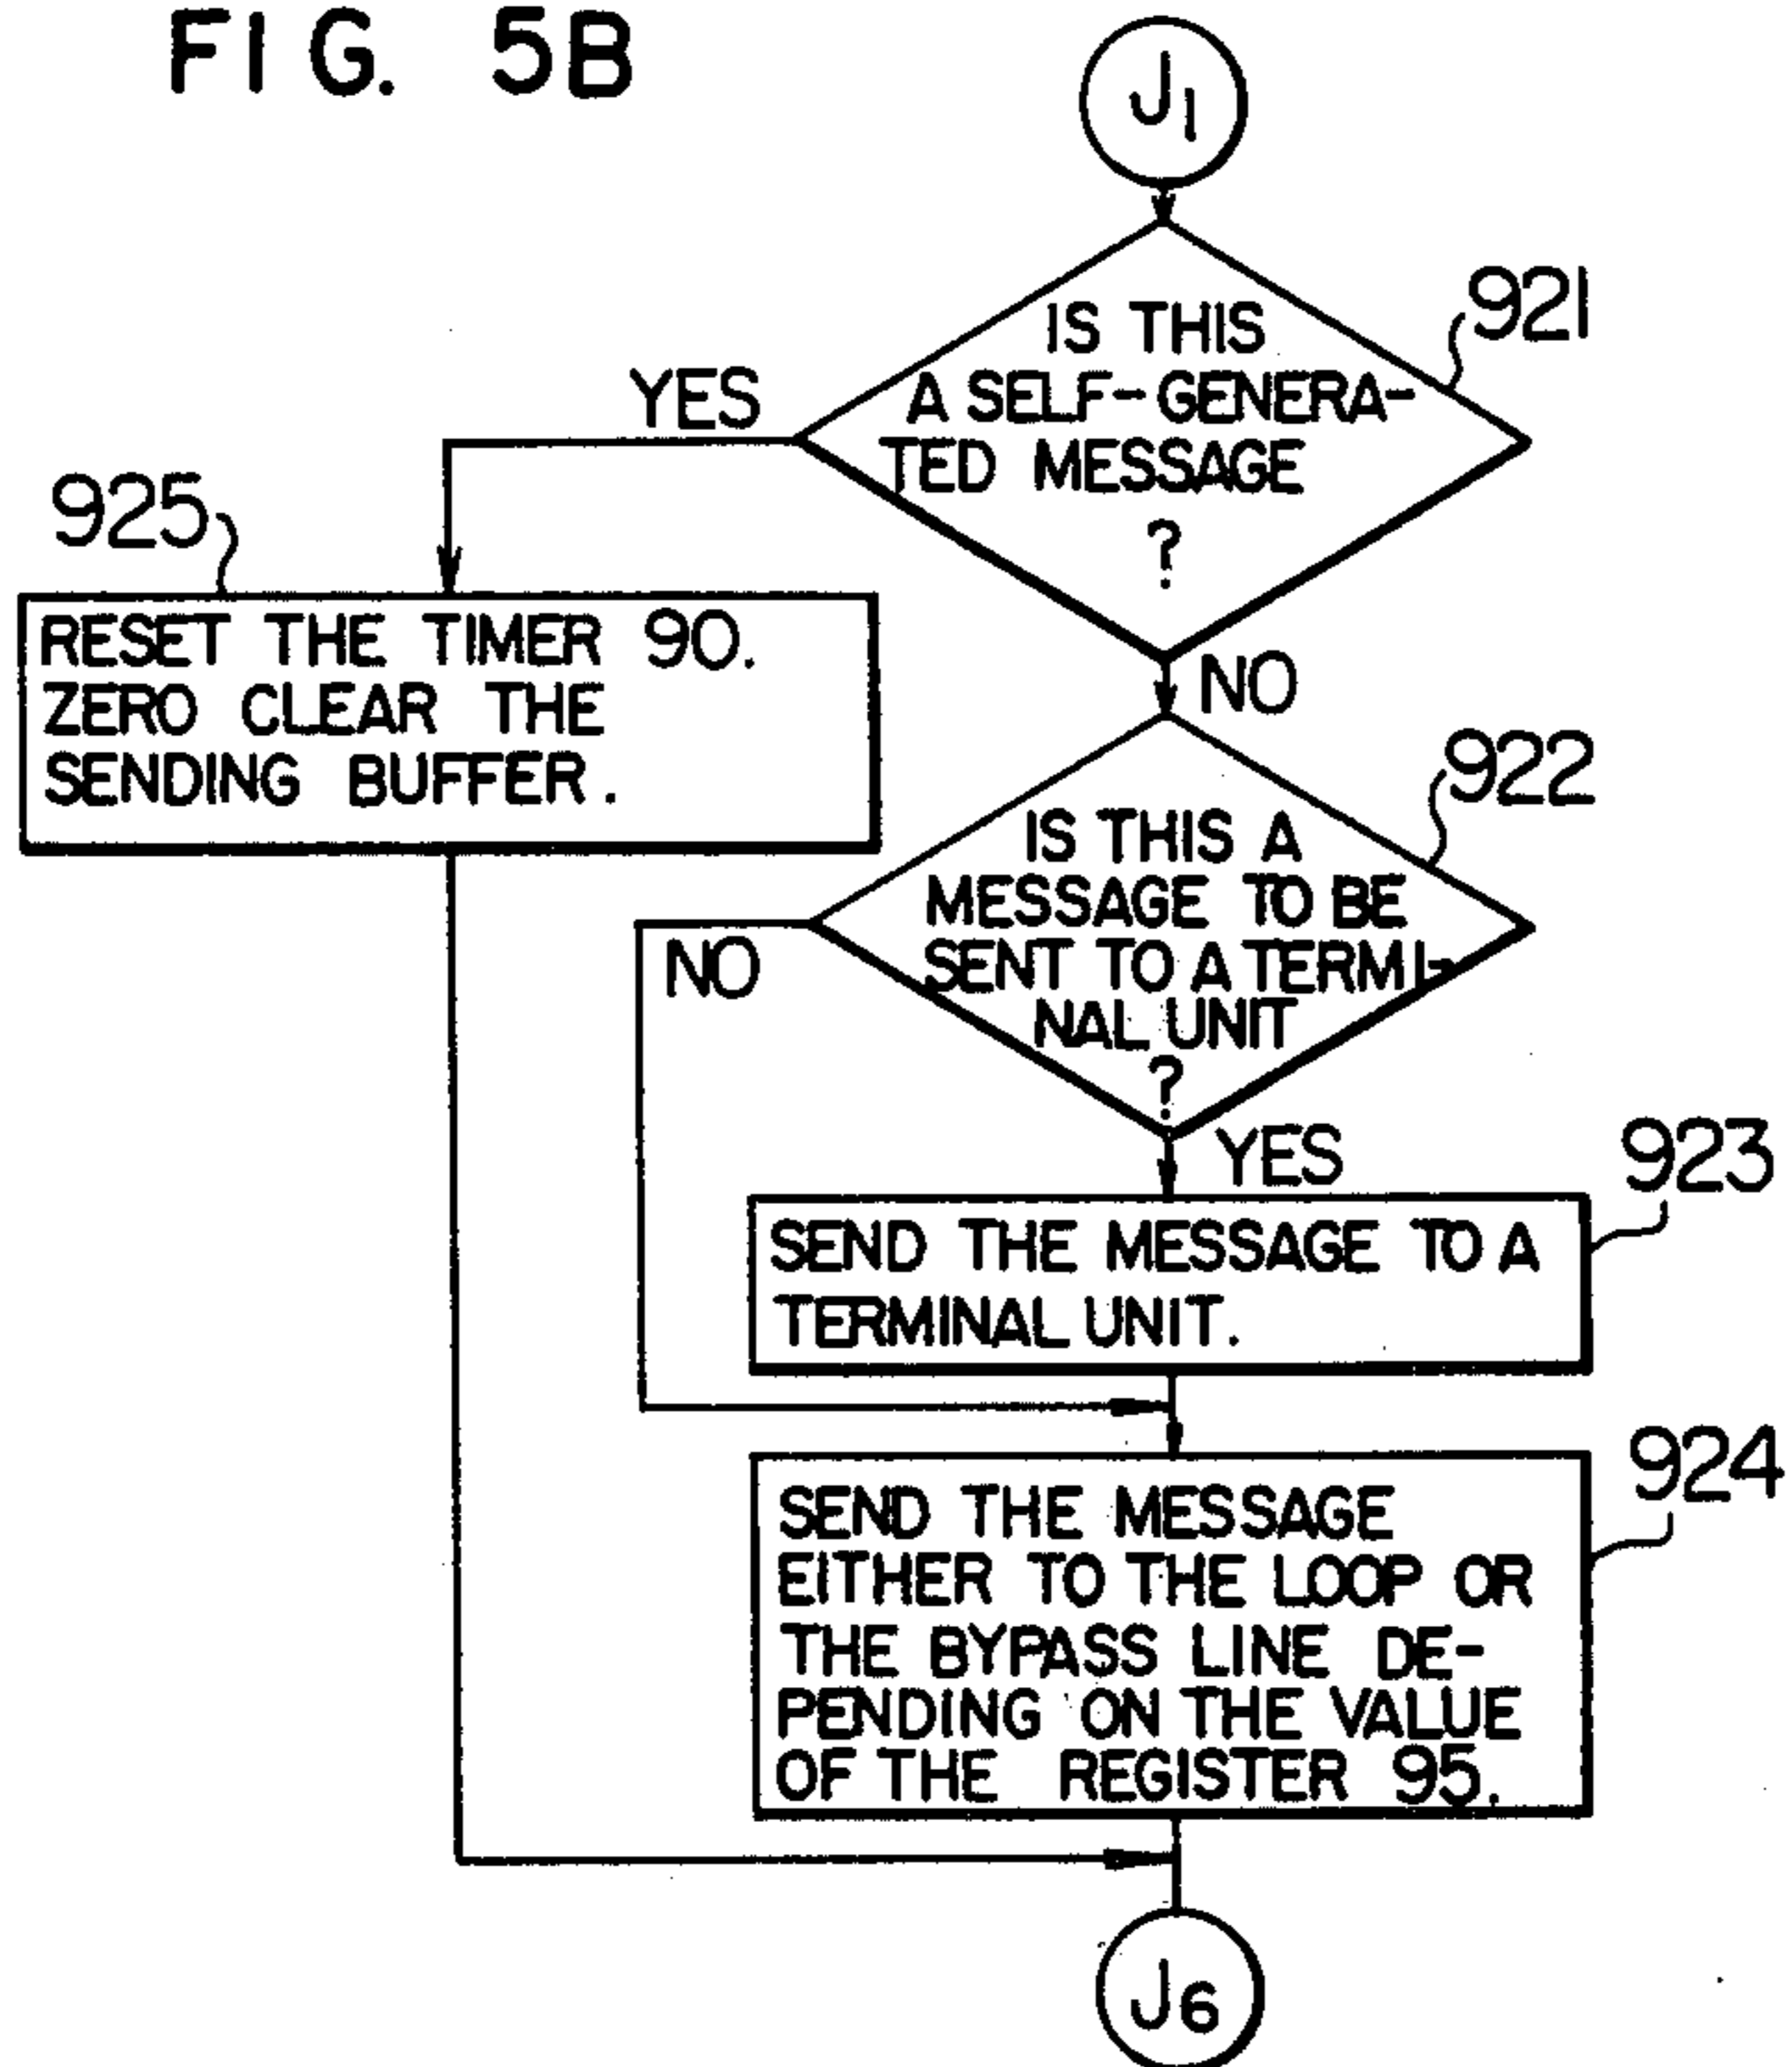 FIG. 5B
J1
IS THIS
A SELF-GENERA-
TED MESSAGE
?
921
YES
925
RESET THE TIMER 90.
ZERO CLEAR THE
SENDING BUFFER.
NO
922
IS THIS A
MESSAGE TO BE
SENT TO A TERMI-
NAL UNIT
?
NO
YES
923
SEND THE MESSAGE TO A
TERMINAL UNIT.
924
SEND THE MESSAGE
EITHER TO THE LOOP OR
THE BYPASS LINE DE-
PENDING ON THE VALUE
OF THE REGISTER 95.
J6